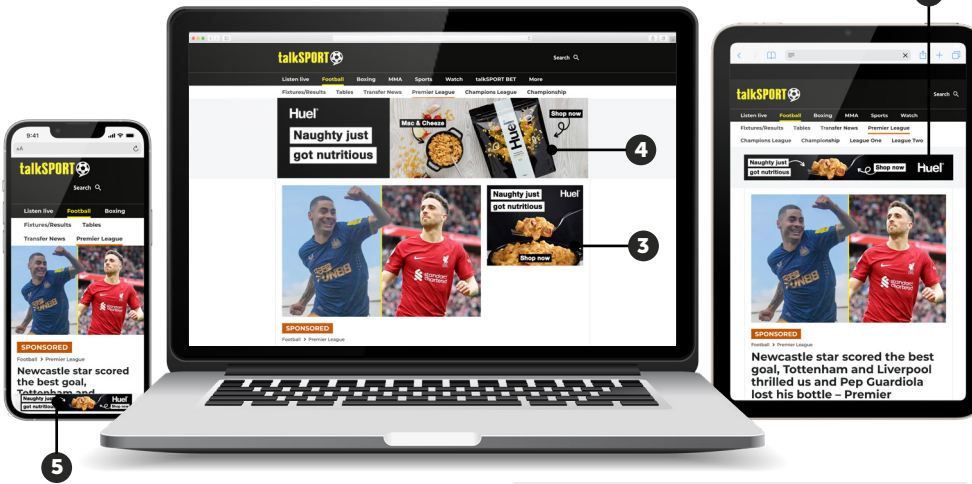 9:41
AA
talkSPORT
Search
Listen live Football Boxing
Fixtures/Results Tables
Transfer News Premier League
SPONSORED
Football > Premier League
Newcastle star scored
the best goal,
Tottenham and
Naughty just
got nutritious
Shop now
Huel
5
talkSPORT
Search
Listen live Football Boxing MMA Sports Watch talkSPORT BET More
Fixtures/Results Tables Transfer News Premier League Champions League Championship
Huel
Naughty just
got nutritious
Mac & Cheeze
Huel
Shop now
4
FUN88
standard chartered
Naughty just
got nutritious
Huel
Shop now
3
SPONSORED
Football > Premier League
talkSPORT
Search
Listen live Football Boxing MMA Sports Watch
Fixtures/Results Tables Transfer News Premier League
Champions League Championship League One League Two
Naughty just
got nutritious
Shop now
Huel
SPONSORED
Football > Premier League
Newcastle star scored the best
goal, Tottenham and Liverpool
thrilled us and Pep Guardiola
lost his bottle – Premier